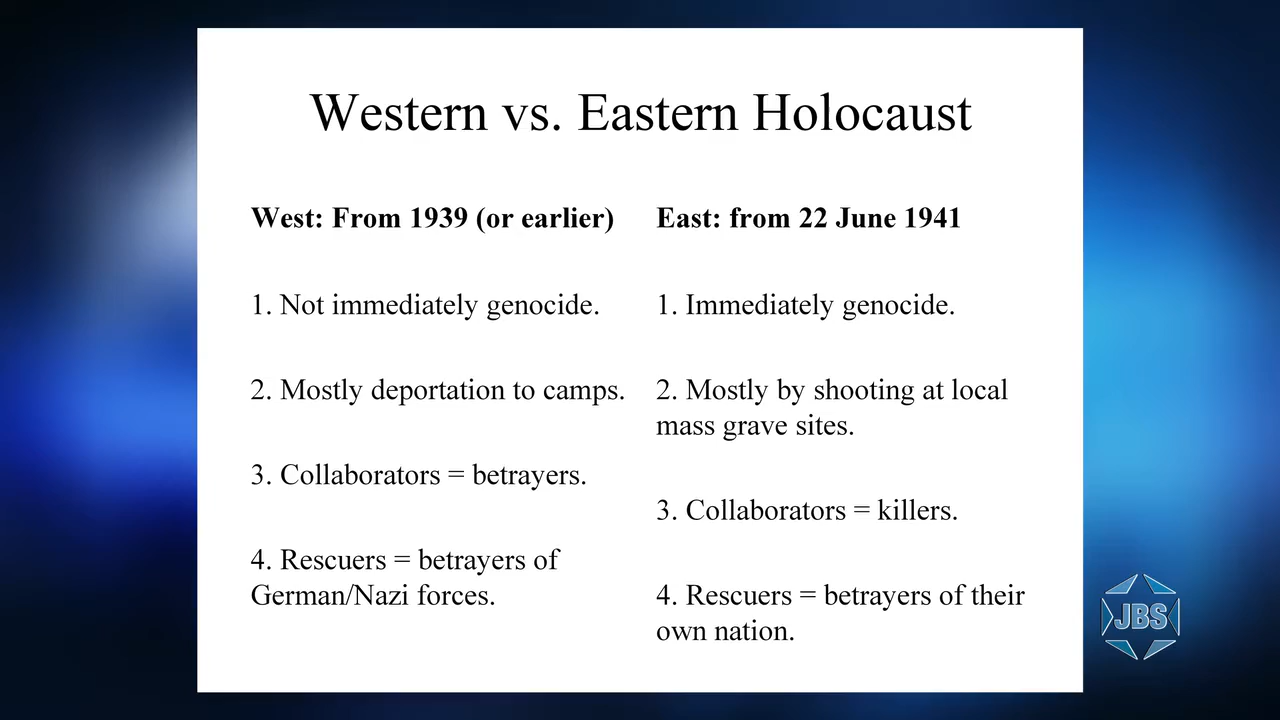 Western vs. Eastern Holocaust
West: From 1939 (or earlier)
1. Not immediately genocide.
2. Mostly deportation to camps.
3. Collaborators = betrayers.
4. Rescuers = betrayers of
German/Nazi forces.
East: from 22 June 1941
1. Immediately genocide.
2. Mostly by shooting at local
mass grave sites.
3. Collaborators = killers.
4. Rescuers = betrayers of their
own nation.
JBS